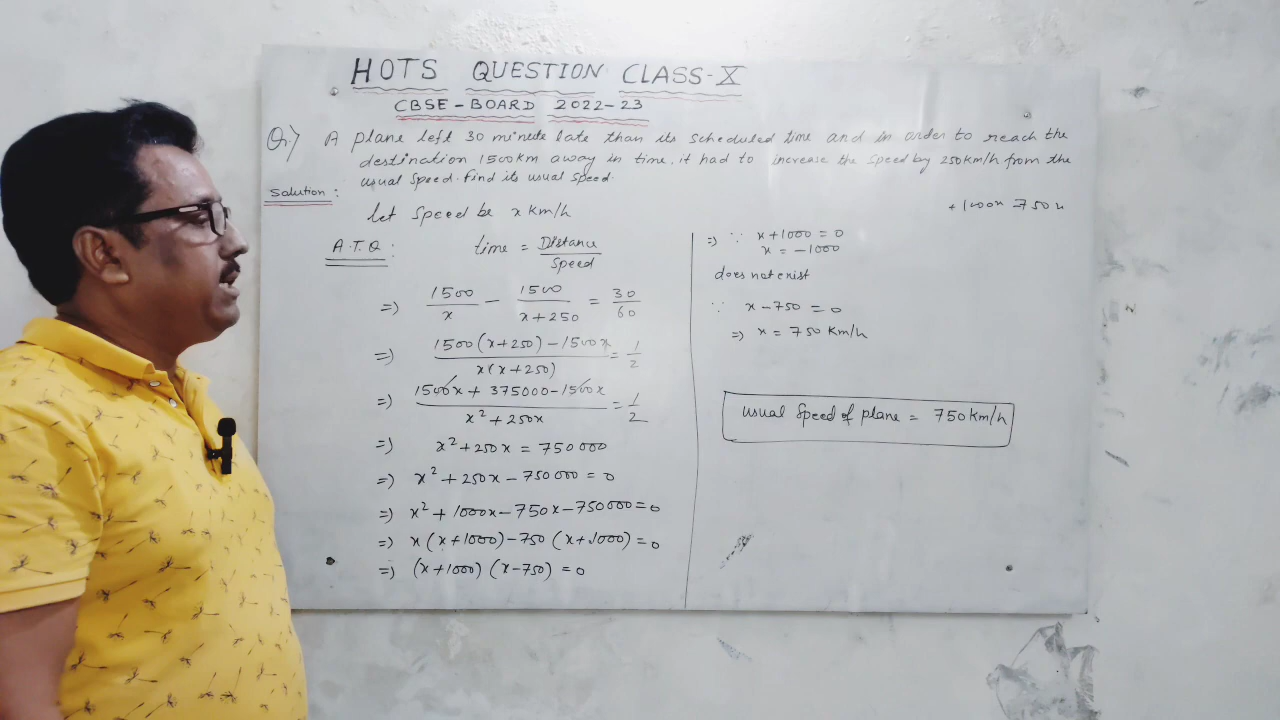 HOTS QUESTION CLASS-X
CBSE-BOARD 2022-23
Qr) A plane left 30 minute late than its scheduled time and in order to reach the
destination 1500km away in time, it had to increase the speed by 250km/h from the
usual speed. find its usual speed.
Solution:
let speed be x km/h
A.T.Q: time = Distance/Speed
=) 1500/x - 1500/x+250 = 30/60
=) 1500(x+250)-1500x/x(x+250) = 1/2
=) 1500x + 375000-1500x/x²+250x = 1/2
=) x²+250x = 750000
=) x²+250x-750000=0
=) x²+1000x-750x-750000=0
=) x(x+1000)-750(x+1000)=0
=) (x+1000) (x-750) = 0
+1000x 750x
=) ∵ x+1000 = 0
x = -1000
does not exist
∵ x-750 = 0
=) x = 750 Km/h
usual speed of plane = 750km/h